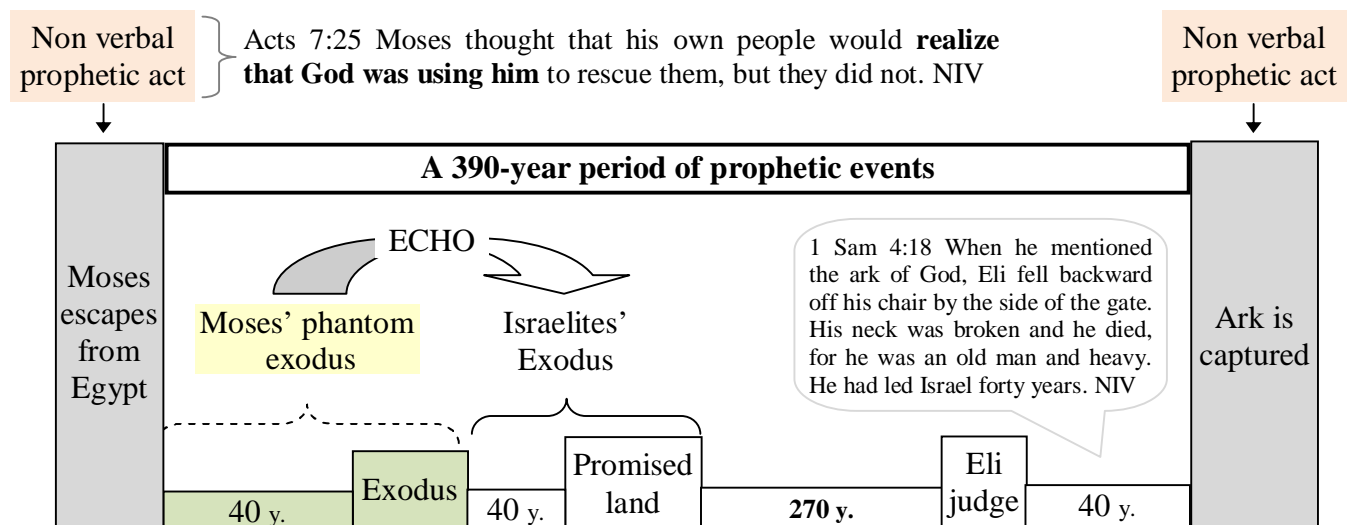 Non verbal
prophetic act
Acts 7:25 Moses thought that his own people would realize
that God was using him to rescue them, but they did not. NIV
Non verbal
prophetic act
A 390-year period of prophetic events
Moses
escapes
from
Egypt
ECHO
Moses’ phantom
exodus
Israelites’
Exodus
1 Sam 4:18 When he mentioned
the ark of God, Eli fell backward
off his chair by the side of the gate.
His neck was broken and he died,
for he was an old man and heavy.
He had led Israel forty years. NIV
Ark is
captured
40 y.
Exodus
40 y.
Promised
land
270 y.
Eli
judge
40 y.